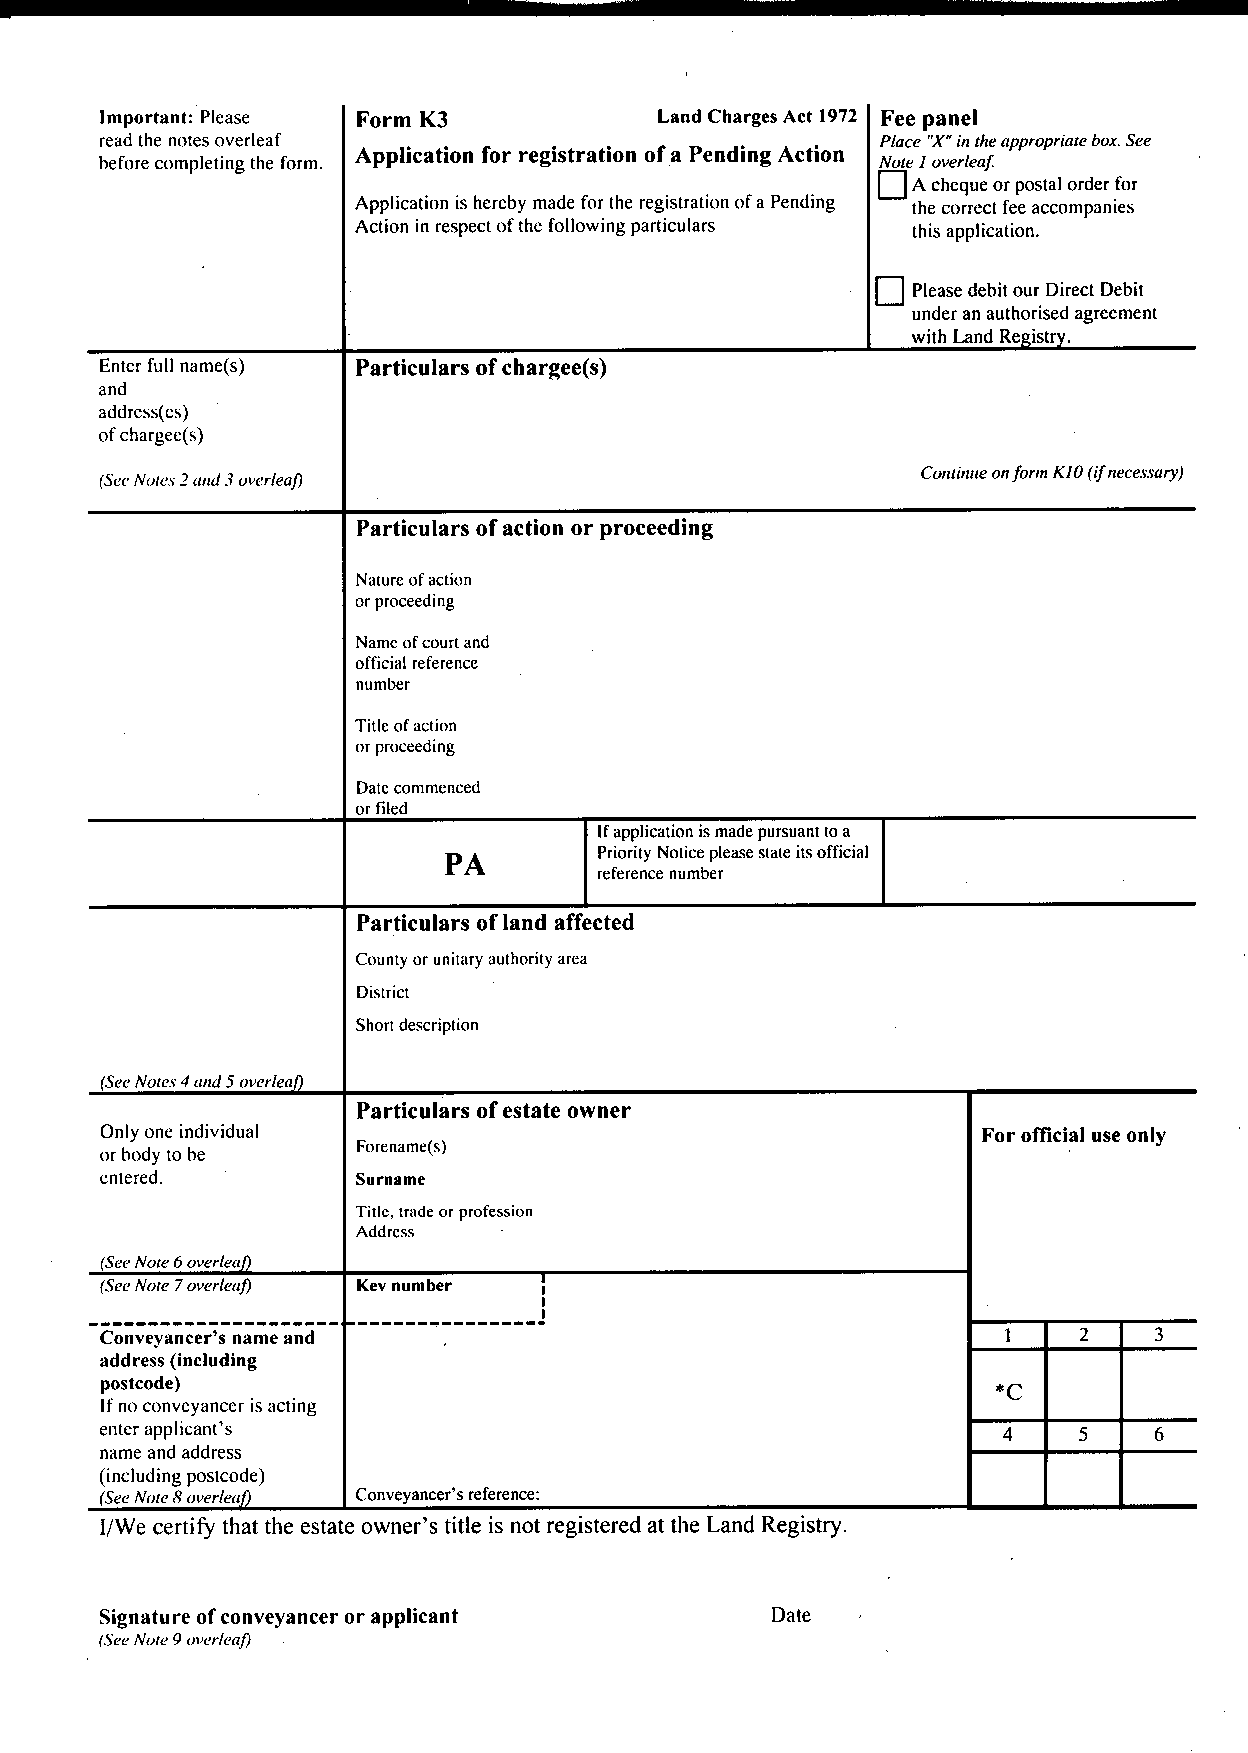 Important: Please
read the notes overleaf
before completing the form.
Form K3
Land Charges Act 1972
Application for registration of a Pending Action
Application is hereby made for the registration of a Pending
Action in respect of the following particulars
Fee panel
Place "X" in the appropriate box. See
Note 1 overleaf.
A cheque or postal order for
the correct fee accompanies
this application.
Please debit our Direct Debit
under an authorised agreement
with Land Registry.
Enter full name(s)
and
address(es)
of chargee(s)
(See Notes 2 and 3 overleaf)
Particulars of chargee(s)
Continue on form K10 (if necessary)
Particulars of action or proceeding
Nature of action
or proceeding
Name of court and
official reference
number
Title of action
or proceeding
Date commenced
or filed
PA
If application is made pursuant to a
Priority Notice please state its official
reference number
Particulars of land affected
County or unitary authority area
District
Short description
(See Notes 4 and 5 overleaf)
Only one individual
or body to be
entered.
(See Note 6 overleaf)
Particulars of estate owner
Forename(s)
Surname
Title, trade or profession
Address
For official use only
(See Note 7 overleaf)
Key number
Conveyancer's name and
address (including
postcode)
If no conveyancer is acting
enter applicant's
name and address
(including postcode)
(See Note 8 overleaf)
Conveyancer's reference:
1 2 3
*C
4 5 6
I/We certify that the estate owner's title is not registered at the Land Registry.
Signature of conveyancer or applicant
Date
(See Note 9 overleaf)